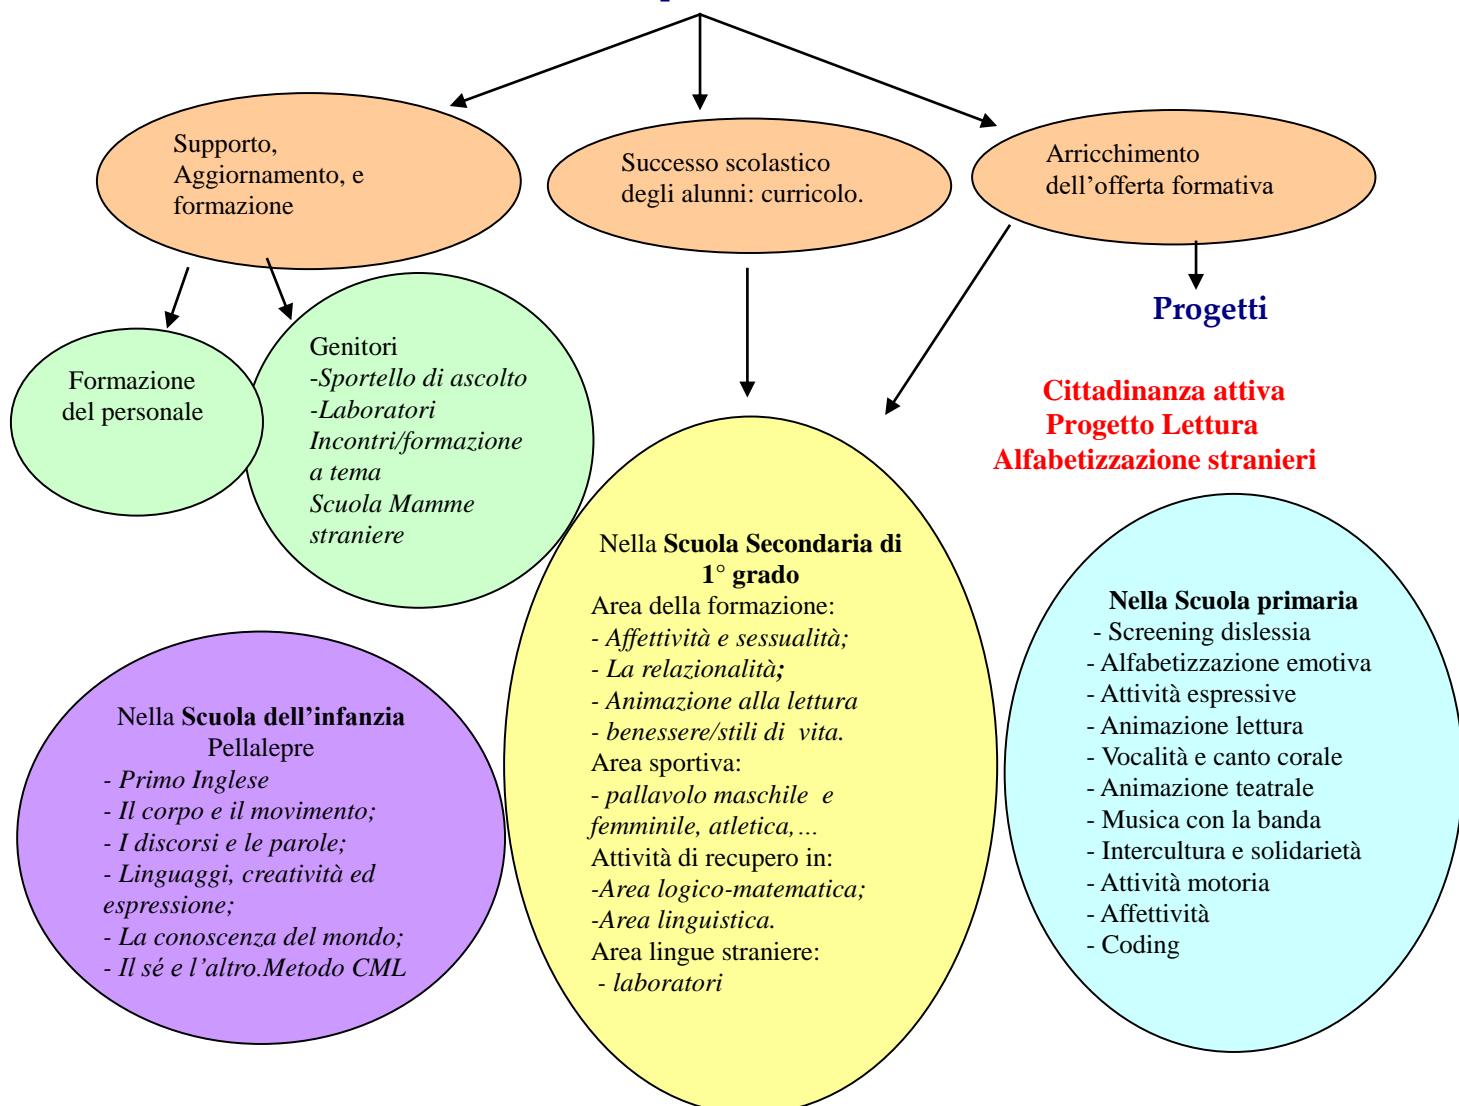 Supporto,
Aggiornamento, e
formazione
Successo scolastico
degli alunni: curricolo.
Arricchimento
dell’offerta formativa
Progetti
Formazione
del personale
Genitori
-Sportello di ascolto
-Laboratori
Incontri/formazione
a tema
Scuola Mamme
straniere
Cittadinanza attiva
Progetto Lettura
Alfabetizzazione stranieri
Nella Scuola dell’infanzia
Pellalepre
- Primo Inglese
- Il corpo e il movimento;
- I discorsi e le parole;
- Linguaggi, creatività ed
espressione;
- La conoscenza del mondo;
- Il sé e l’altro.Metodo CML
Nella Scuola Secondaria di
1° grado
Area della formazione:
- Affettività e sessualità;
- La relazionalità;
- Animazione alla lettura
- benessere/stili di  vita.
Area sportiva:
- pallavolo maschile  e
femminile, atletica,…
Attività di recupero in:
-Area logico-matematica;
-Area linguistica.
Area lingue straniere:
- laboratori
Nella Scuola primaria
- Screening dislessia
- Alfabetizzazione emotiva
- Attività espressive
- Animazione lettura
- Vocalità e canto corale
- Animazione teatrale
- Musica con la banda
- Intercultura e solidarietà
- Attività motoria
- Affettività
- Coding